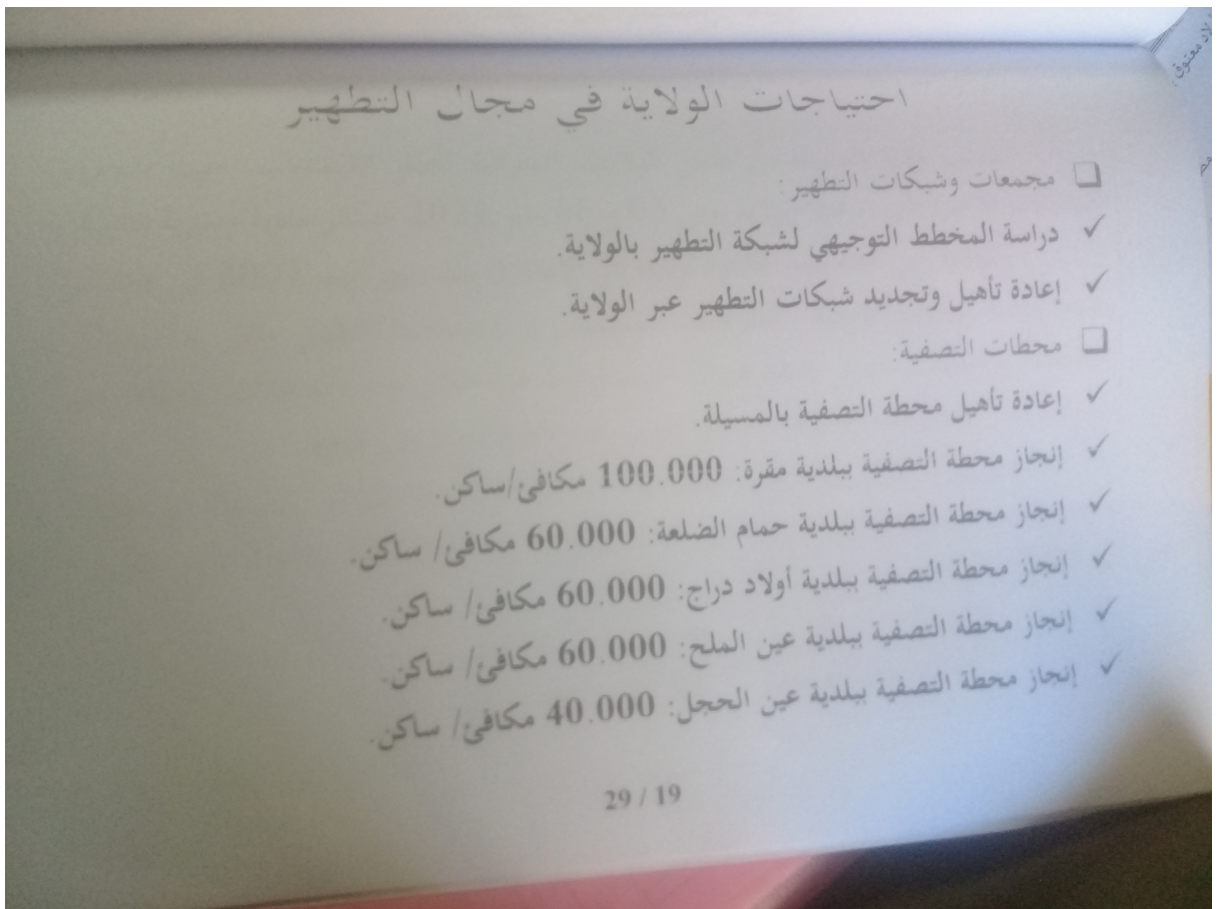 احتياجات الولاية في مجال التطهير
❑ مجمعات وشبكات التطهير:
✓ دراسة المخطط التوجيهي لشبكة التطهير بالولاية.
✓ إعادة تأهيل وتجديد شبكات التطهير عبر الولاية.
❑ محطات التصفية:
✓ إعادة تأهيل محطة التصفية بالمسيلة.
✓ إنجاز محطة التصفية ببلدية مقرة: 100.000 مكافئ/ساكن.
✓ إنجاز محطة التصفية ببلدية حمام الضلعة: 60.000 مكافئ/ ساكن.
✓ إنجاز محطة التصفية ببلدية أولاد دراج: 60.000 مكافئ/ ساكن.
✓ إنجاز محطة التصفية ببلدية عين الملح: 60.000 مكافئ/ ساكن.
✓ إنجاز محطة التصفية ببلدية عين الحجل: 40.000 مكافئ/ ساكن.
29 / 19
معتوق